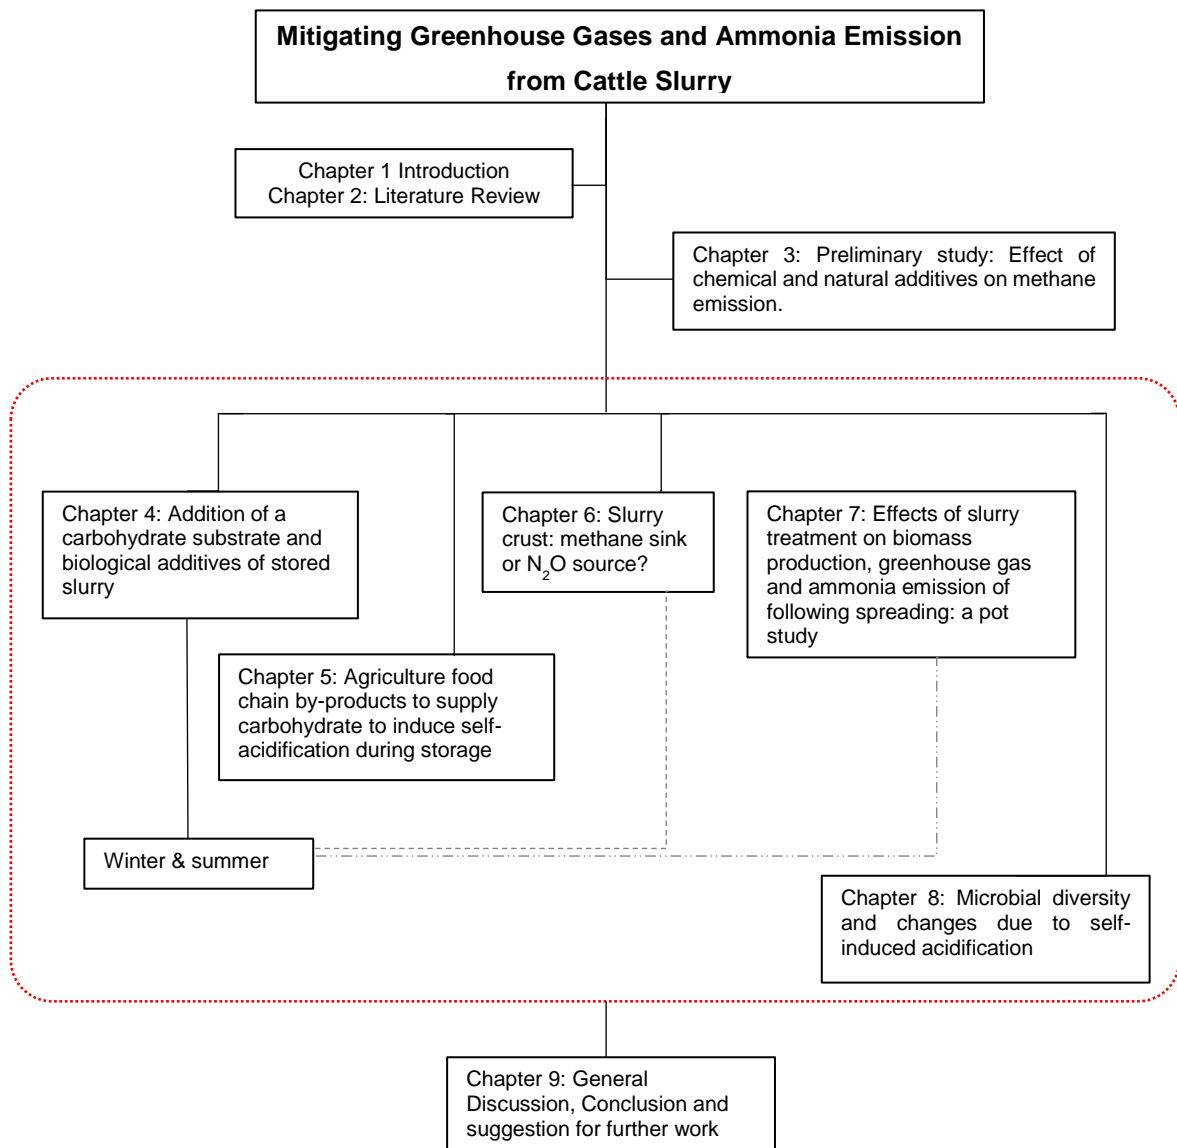 Mitigating Greenhouse Gases and Ammonia Emission
from Cattle Slurry
Chapter 1 Introduction
Chapter 2: Literature Review
Chapter 3: Preliminary study: Effect of
chemical and natural additives on methane
emission.
Chapter 4: Addition of a
carbohydrate substrate and
biological additives of stored
slurry
Chapter 5: Agriculture food
chain by-products to supply
carbohydrate to induce self-
acidification during storage
Chapter 6: Slurry
crust: methane sink
or N₂O source?
Chapter 7: Effects of slurry
treatment on biomass
production, greenhouse gas
and ammonia emission of
following spreading: a pot
study
Winter & summer
Chapter 8: Microbial diversity
and changes due to self-
induced acidification
Chapter 9: General
Discussion, Conclusion and
suggestion for further work